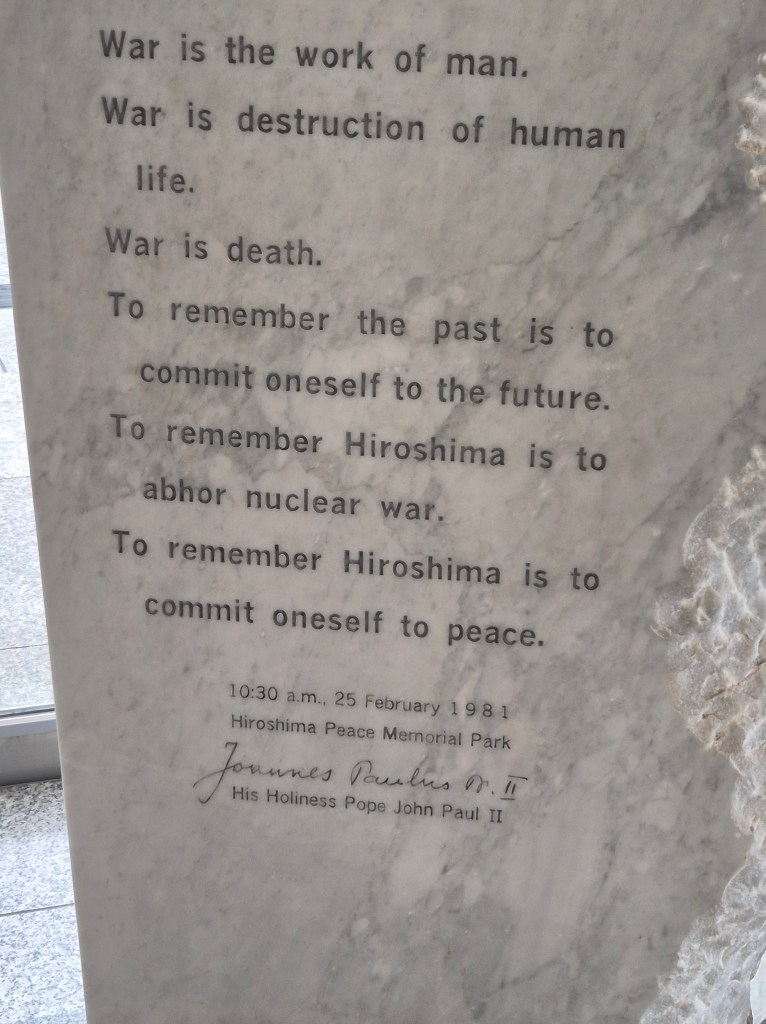 War is the work of man.
War is destruction of human
life.
War is death.
To remember the past is to
commit oneself to the future.
To remember Hiroshima is to
abhor nuclear war.
To remember Hiroshima is to
commit oneself to peace.
10:30 a.m., 25 February 1981
Hiroshima Peace Memorial Park
Joannes Paulus PP. II
His Holiness Pope John Paul II